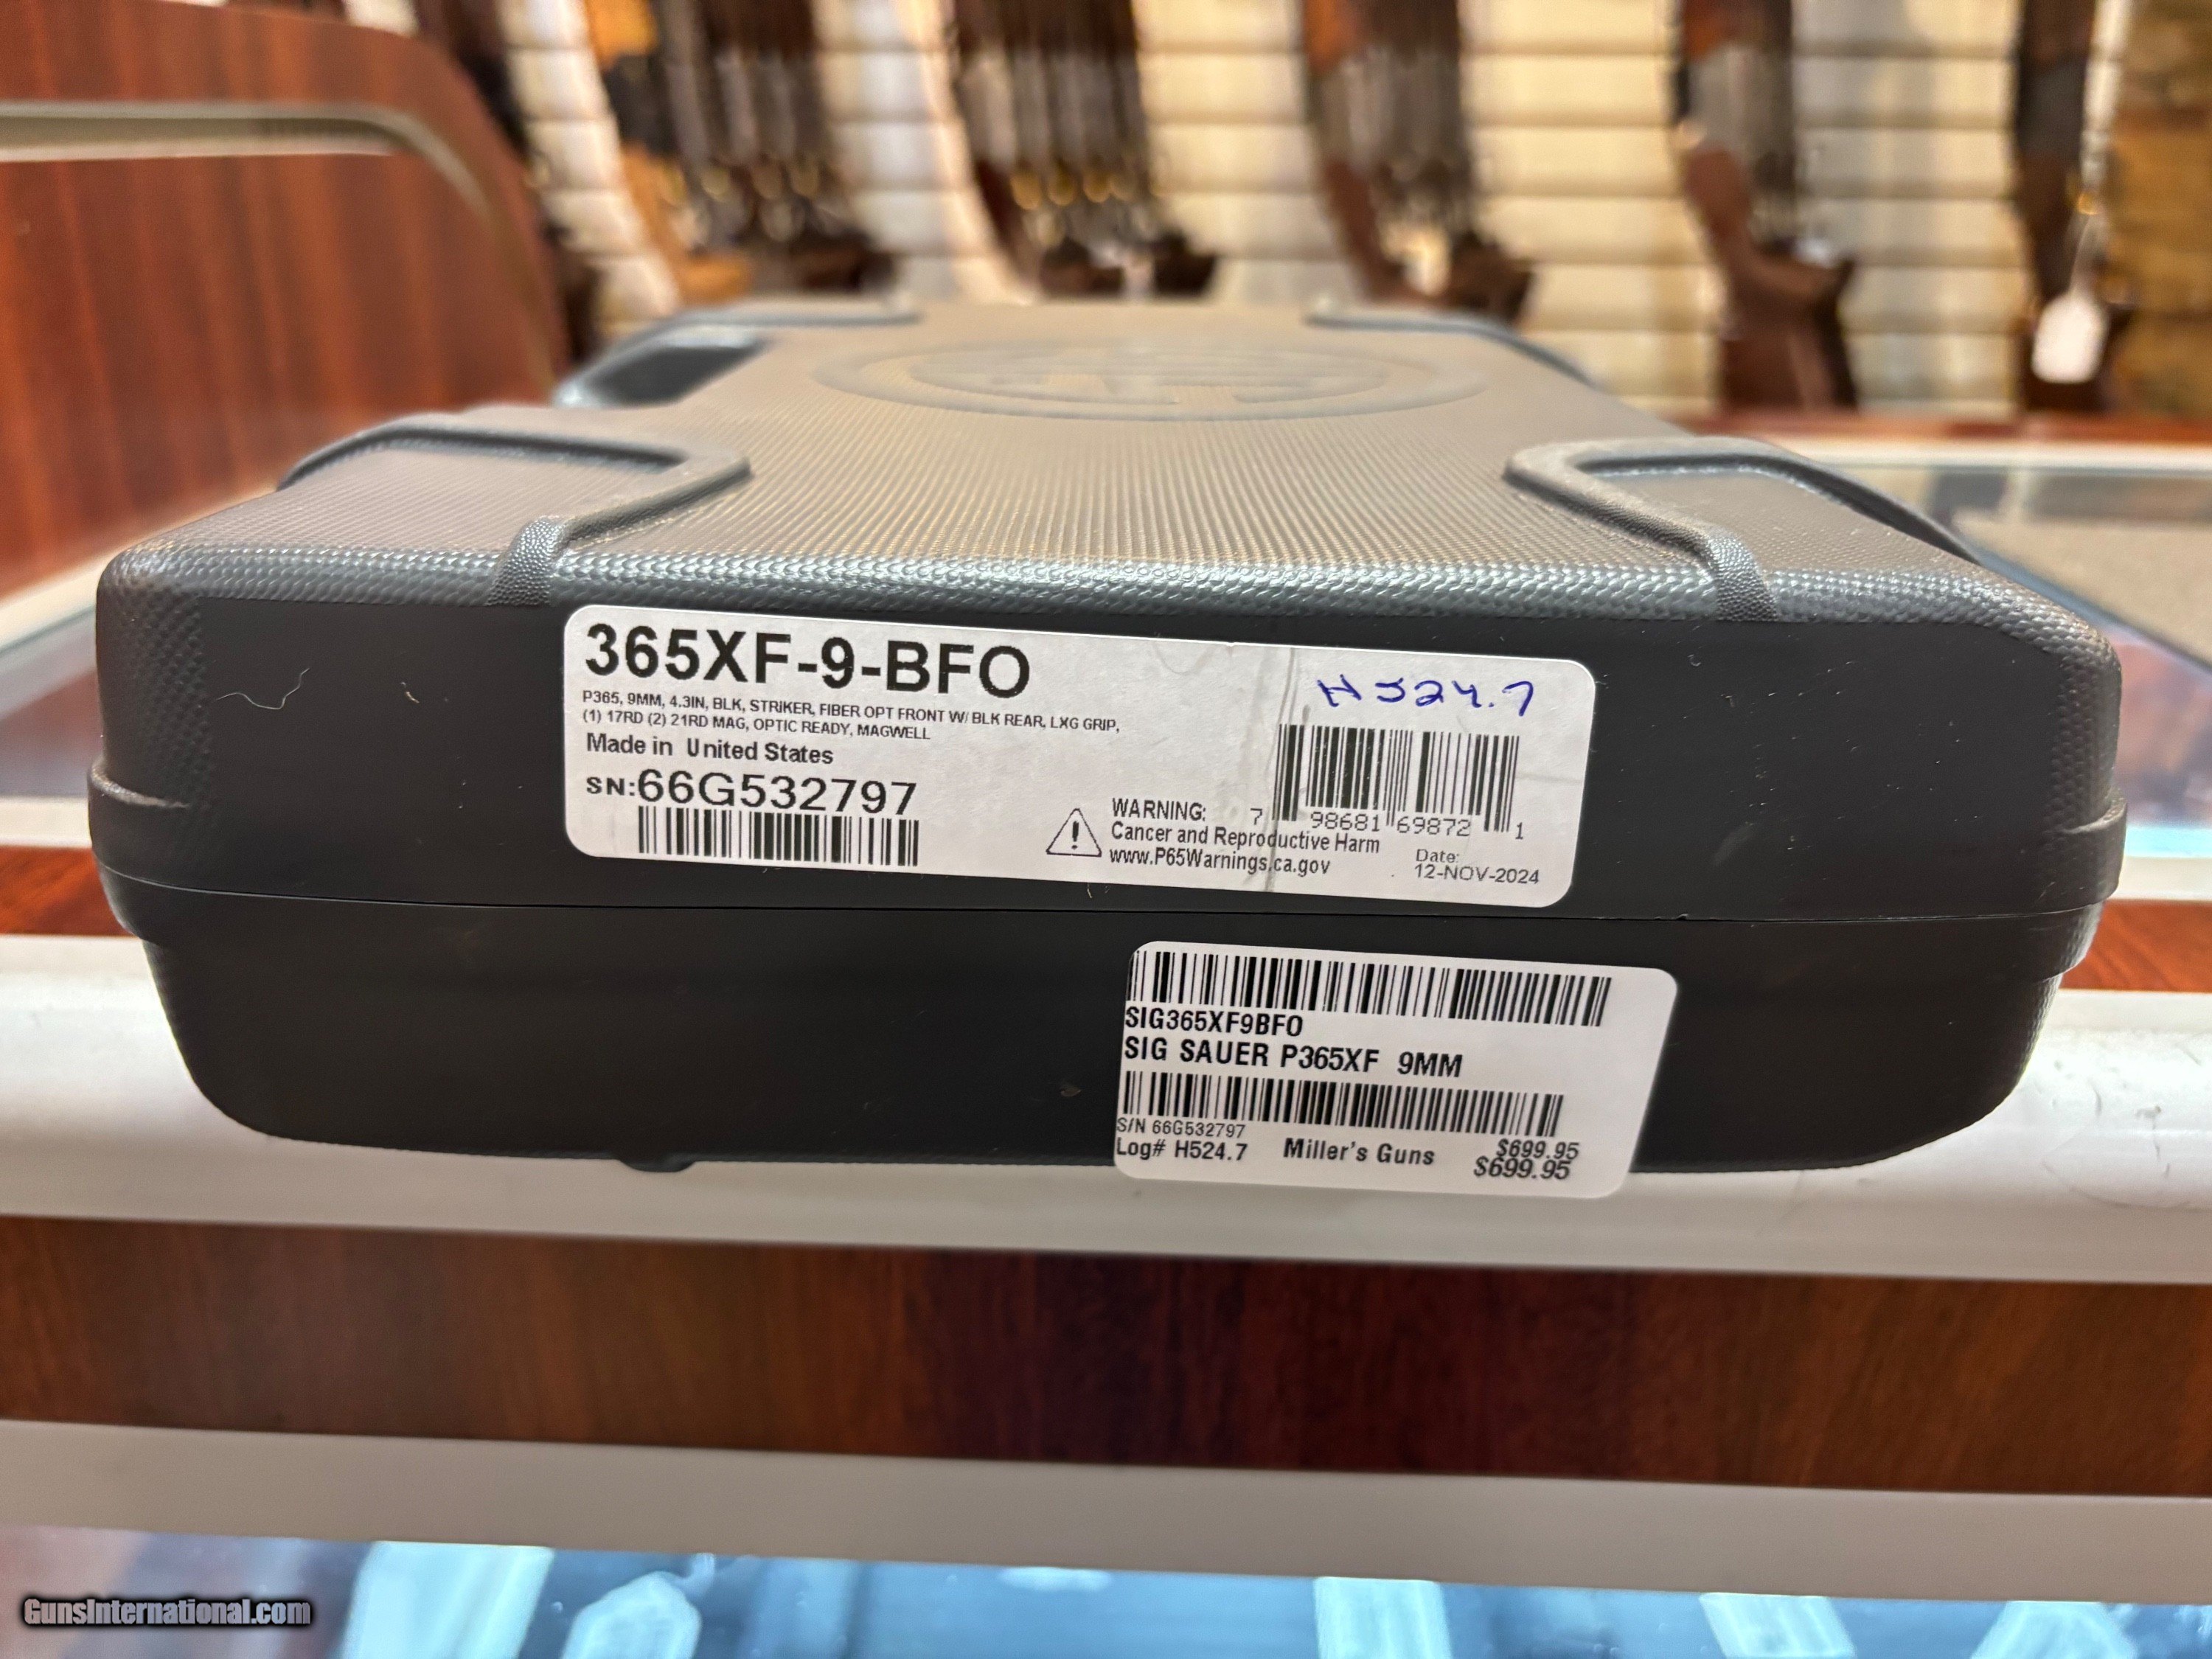 365XF-9-BFO
P365, 9MM, 4.3IN, BLK, STRIKER, FIBER OPT FRONT W/ BLK REAR, LXG GRIP,
(1) 17RD (2) 21RD MAG, OPTIC READY, MAGWELL
Made in United States
SN:66G532797
H524.7
7 98681 69872 1
WARNING:
Cancer and Reproductive Harm
www.P65Warnings.ca.gov
Date:
12-NOV-2024
SIG365XF9BFO
SIG SAUER P365XF 9MM
S/N 66G532797
Log# H524.7 Miller's Guns $699.95
$699.95
GunsInternational.com